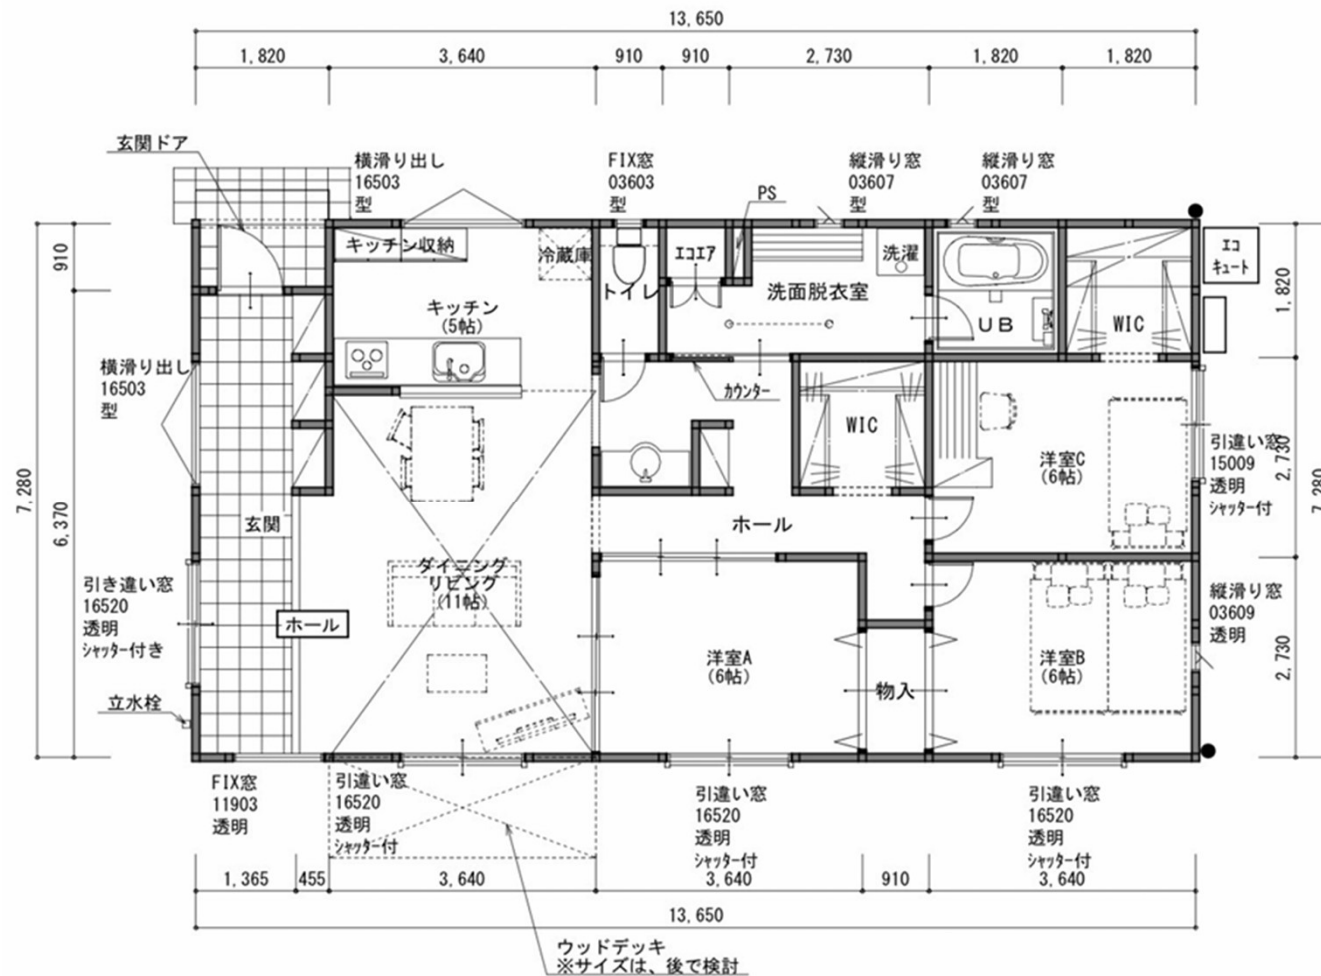 13,650
1,820
3,640
910
910
2,730
1,820
1,820
玄関ドア
横滑り出し
16503
型
FIX窓
03603
型
PS
縦滑り窓
03607
型
縦滑り窓
03607
型
キッチン収納
冷蔵庫
エコエア
洗濯
エコ
キュート
トイレ
洗面脱衣室
キッチン
(5帖)
UB
WIC
910
1,820
横滑り出し
16503
型
カウンター
WIC
洋室C
(6帖)
引違い窓
15009
透明
シャッター付
2,730
7,280
6,370
7,280
玄関
ホール
ダイニング
リビング
(11帖)
引き違い窓
16520
透明
シャッター付き
ホール
洋室A
(6帖)
物入
洋室B
(6帖)
縦滑り窓
03609
透明
2,730
立水栓
FIX窓
11903
透明
引違い窓
16520
透明
シャッター付
引違い窓
16520
透明
シャッター付
引違い窓
16520
透明
シャッター付
1,365
455
3,640
3,640
910
3,640
13,650
ウッドデッキ
※サイズは、後で検討